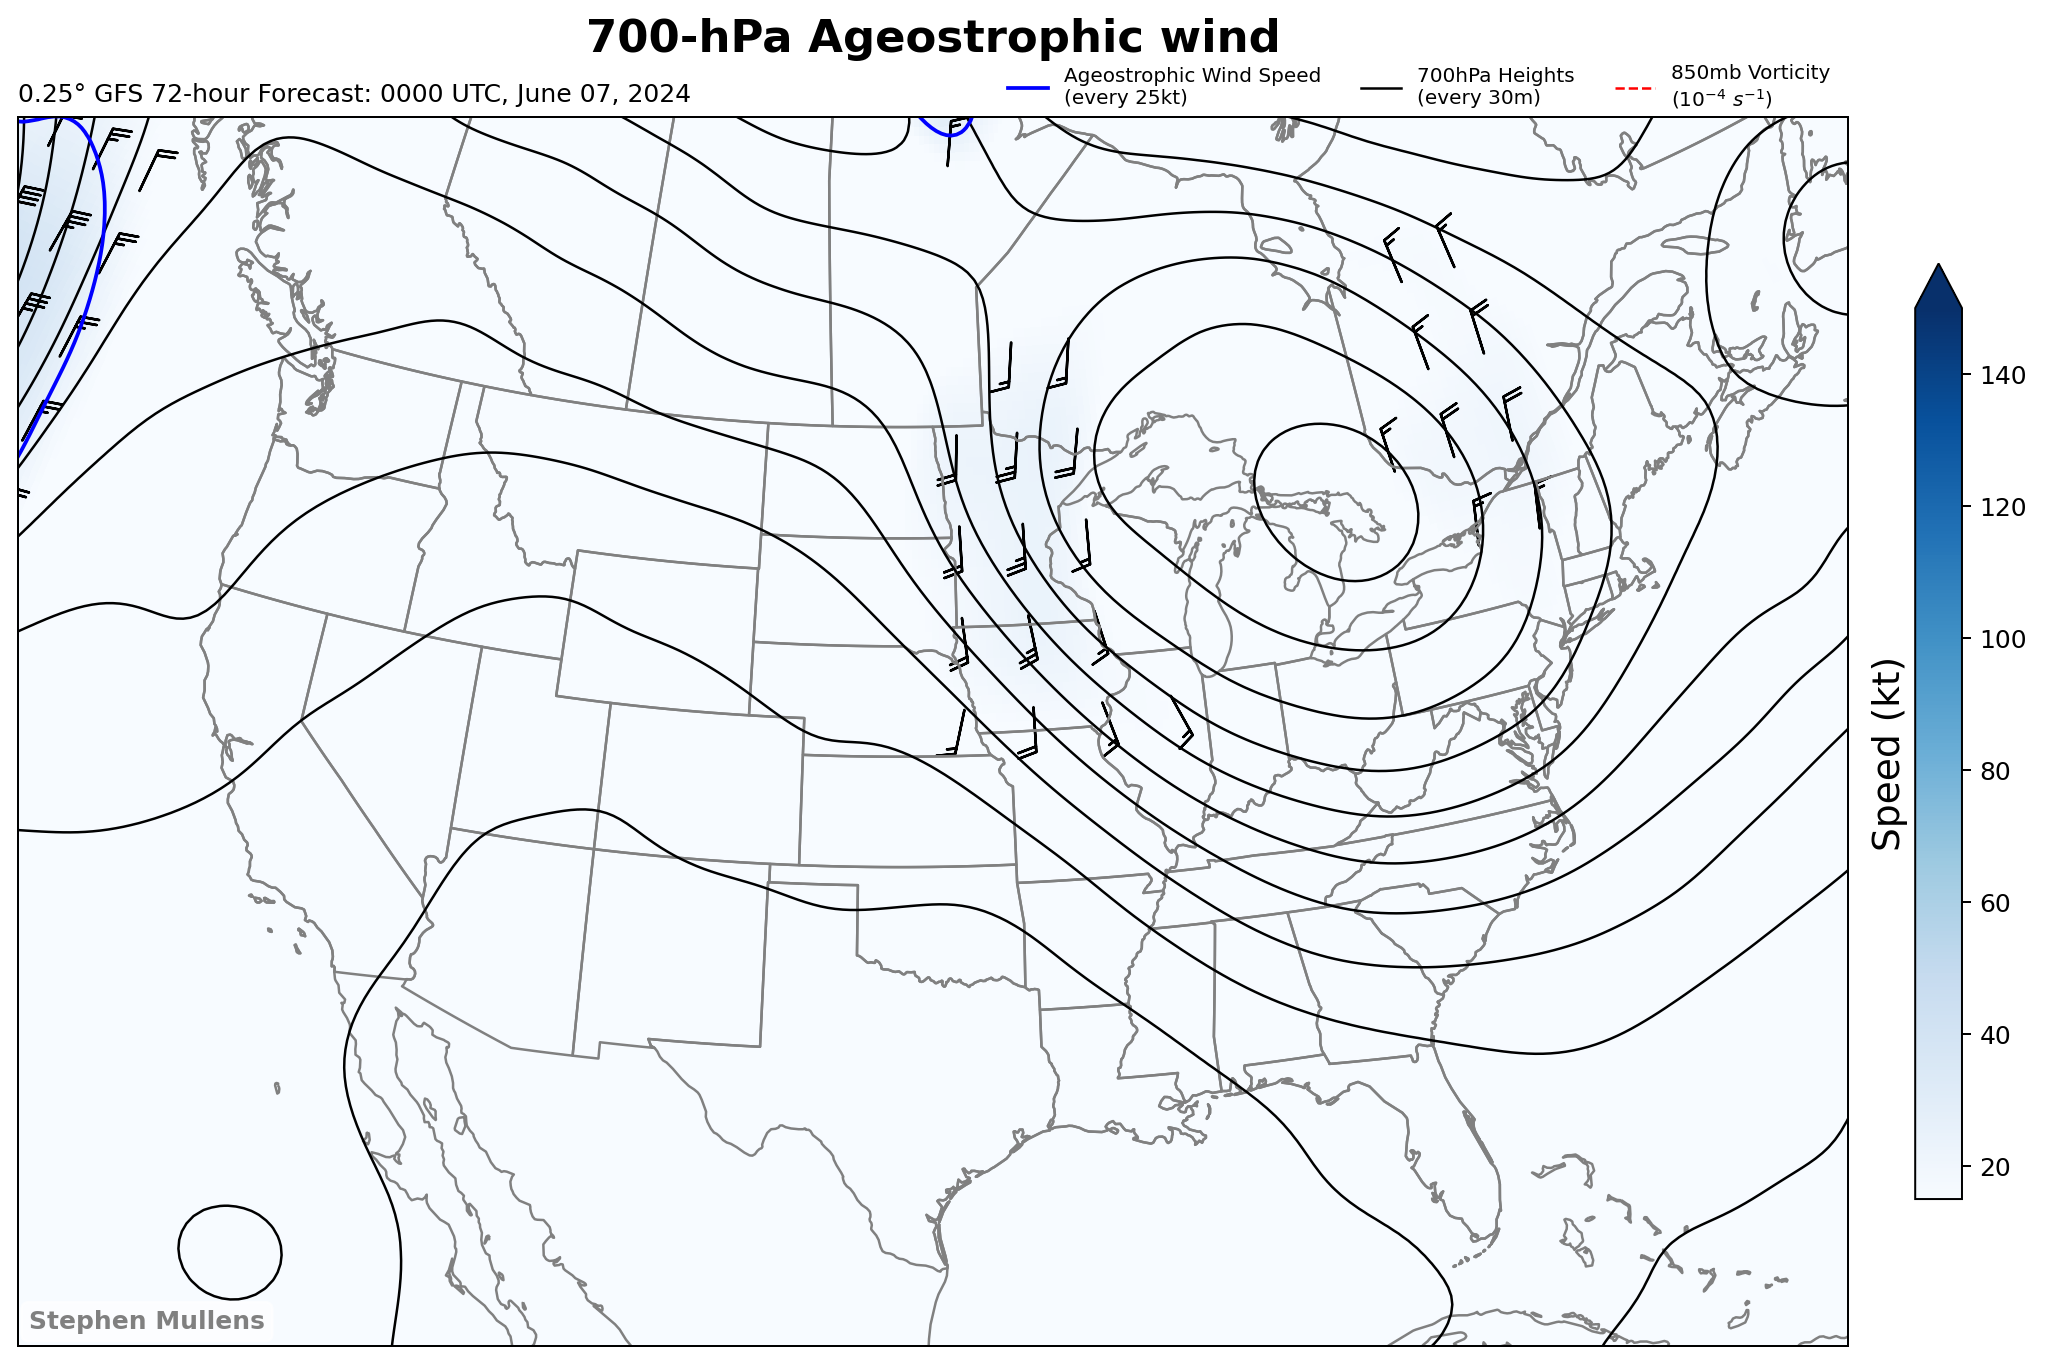 700-hPa Ageostrophic wind
0.25° GFS 72-hour Forecast: 0000 UTC, June 07, 2024
Ageostrophic Wind Speed
(every 25kt)
700hPa Heights
(every 30m)
850mb Vorticity
(10⁻⁴ s⁻¹)
140
120
100
80
60
40
20
Speed (kt)
Stephen Mullens